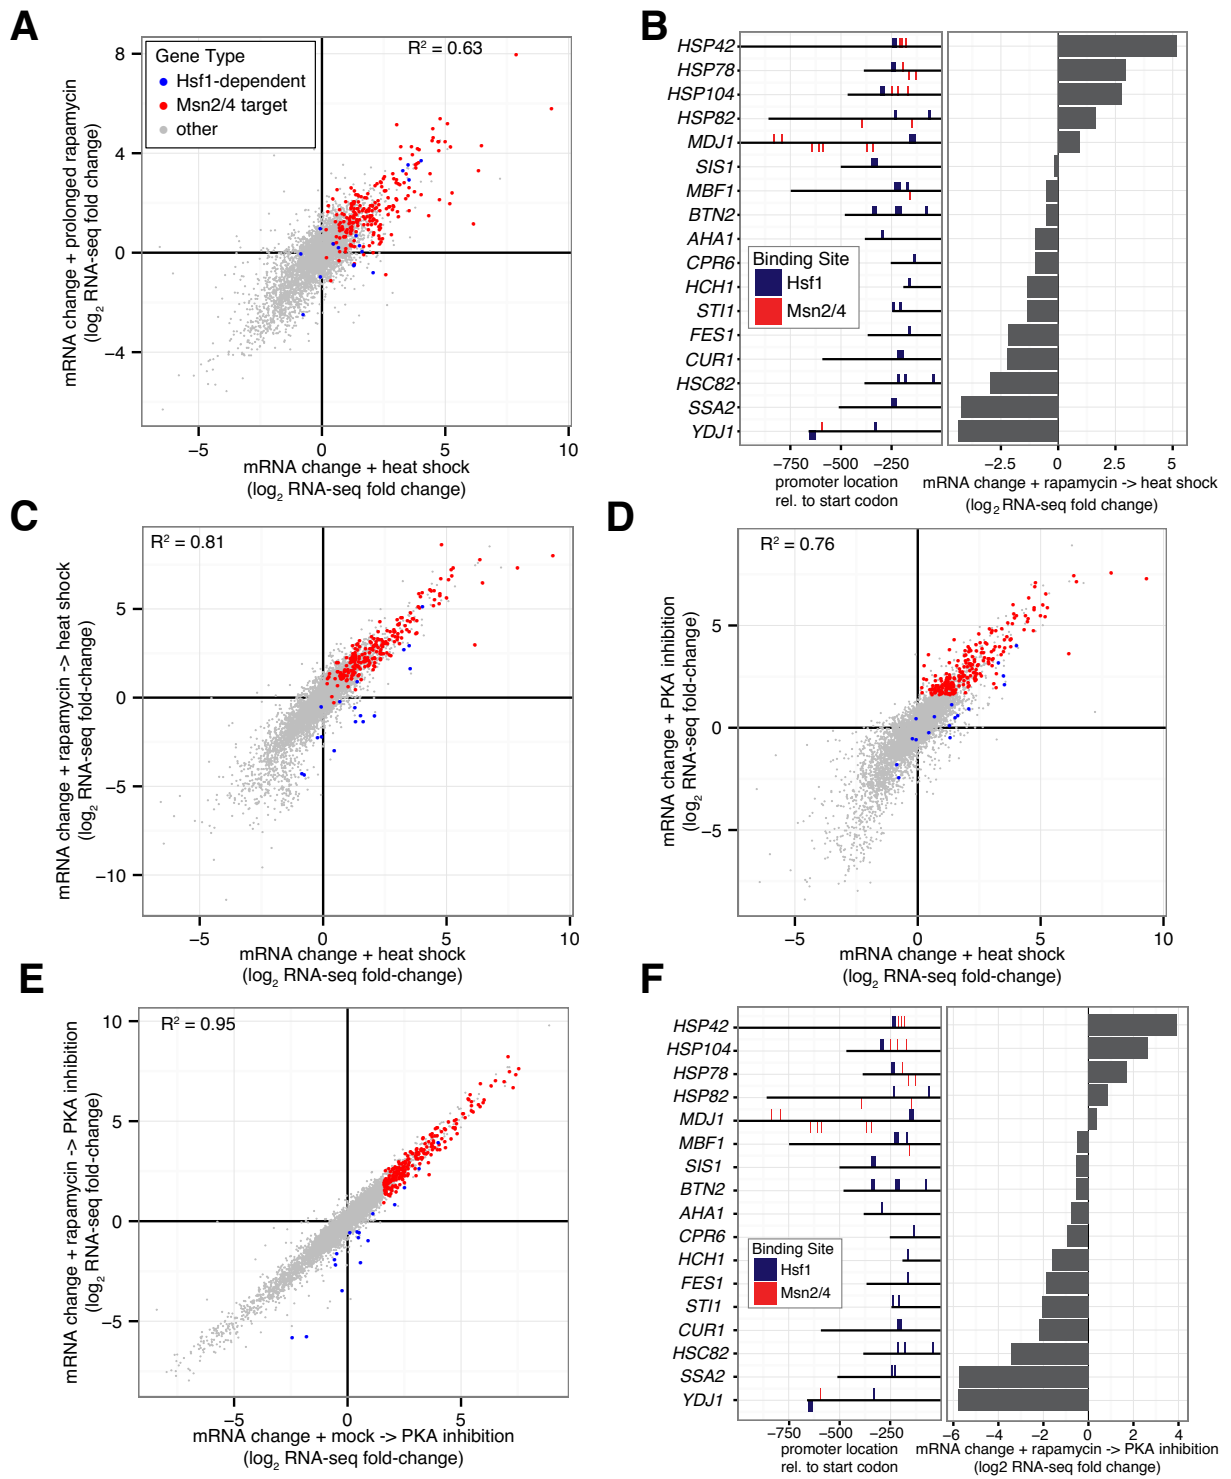 A
R² = 0.63
Gene Type
Hsf1-dependent
Msn2/4 target
other
8
4
0
−4
mRNA change + prolonged rapamycin
(log₂ RNA-seq fold change)
−5
0
5
10
mRNA change + heat shock
(log₂ RNA-seq fold change)
B
HSP42
HSP78
HSP104
HSP82
MDJ1
SIS1
MBF1
BTN2
AHA1
CPR6
HCH1
STI1
FES1
CUR1
HSC82
SSA2
YDJ1
Binding Site
Hsf1
Msn2/4
−750
−500
−250
promoter location
rel. to start codon
−2.5
0
2.5
5
mRNA change + rapamycin -> heat shock
(log₂ RNA-seq fold change)
C
R² = 0.81
5
0
−5
−10
mRNA change + rapamycin -> heat shock
(log₂ RNA-seq fold-change)
−5
0
5
10
mRNA change + heat shock
(log₂ RNA-seq fold-change)
D
R² = 0.76
5
0
−5
mRNA change + PKA inhibition
(log₂ RNA-seq fold-change)
−5
0
5
10
mRNA change + heat shock
(log₂ RNA-seq fold-change)
E
R² = 0.95
10
5
0
−5
mRNA change + rapamycin -> PKA inhibition
(log₂ RNA-seq fold-change)
−5
0
5
mRNA change + mock -> PKA inhibition
(log₂ RNA-seq fold-change)
F
HSP42
HSP104
HSP78
HSP82
MDJ1
MBF1
SIS1
BTN2
AHA1
CPR6
HCH1
FES1
STI1
CUR1
HSC82
SSA2
YDJ1
Binding Site
Hsf1
Msn2/4
−750
−500
−250
promoter location
rel. to start codon
−6
−4
−2
0
2
4
mRNA change + rapamycin -> PKA inhibition
(log2 RNA-seq fold change)